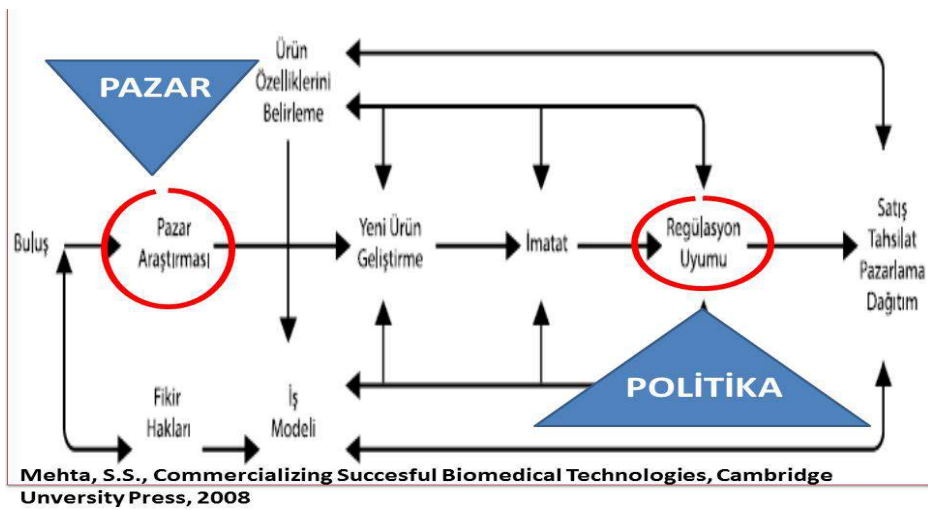 Ürün
Özelliklerini
Belirleme
PAZAR
Buluş
Pazar
Araştırması
Yeni Ürün
Geliştirme
İmatat
Regülasyon
Uyumu
Satış
Tahsilat
Pazarlama
Dağıtım
POLİTİKA
Fikir
Hakları
İş
Modeli
Mehta, S.S., Commercializing Succesful Biomedical Technologies, Cambridge
Unversity Press, 2008